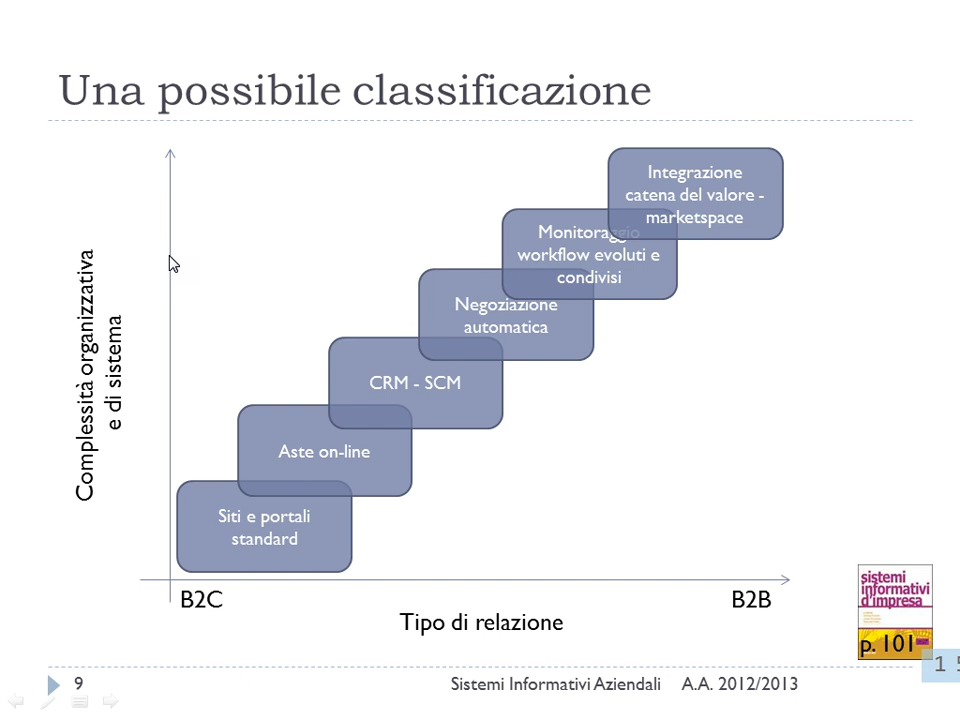 Una possibile classificazione
Complessità organizzativa
e di sistema
Integrazione
catena del valore -
marketspace
Monitoraggio
workflow evoluti e
condivisi
Negoziazione
automatica
CRM - SCM
Aste on-line
Siti e portali
standard
B2C
B2B
Tipo di relazione
sistemi
informativi
d'impresa
p. 101
9
Sistemi Informativi Aziendali A.A. 2012/2013